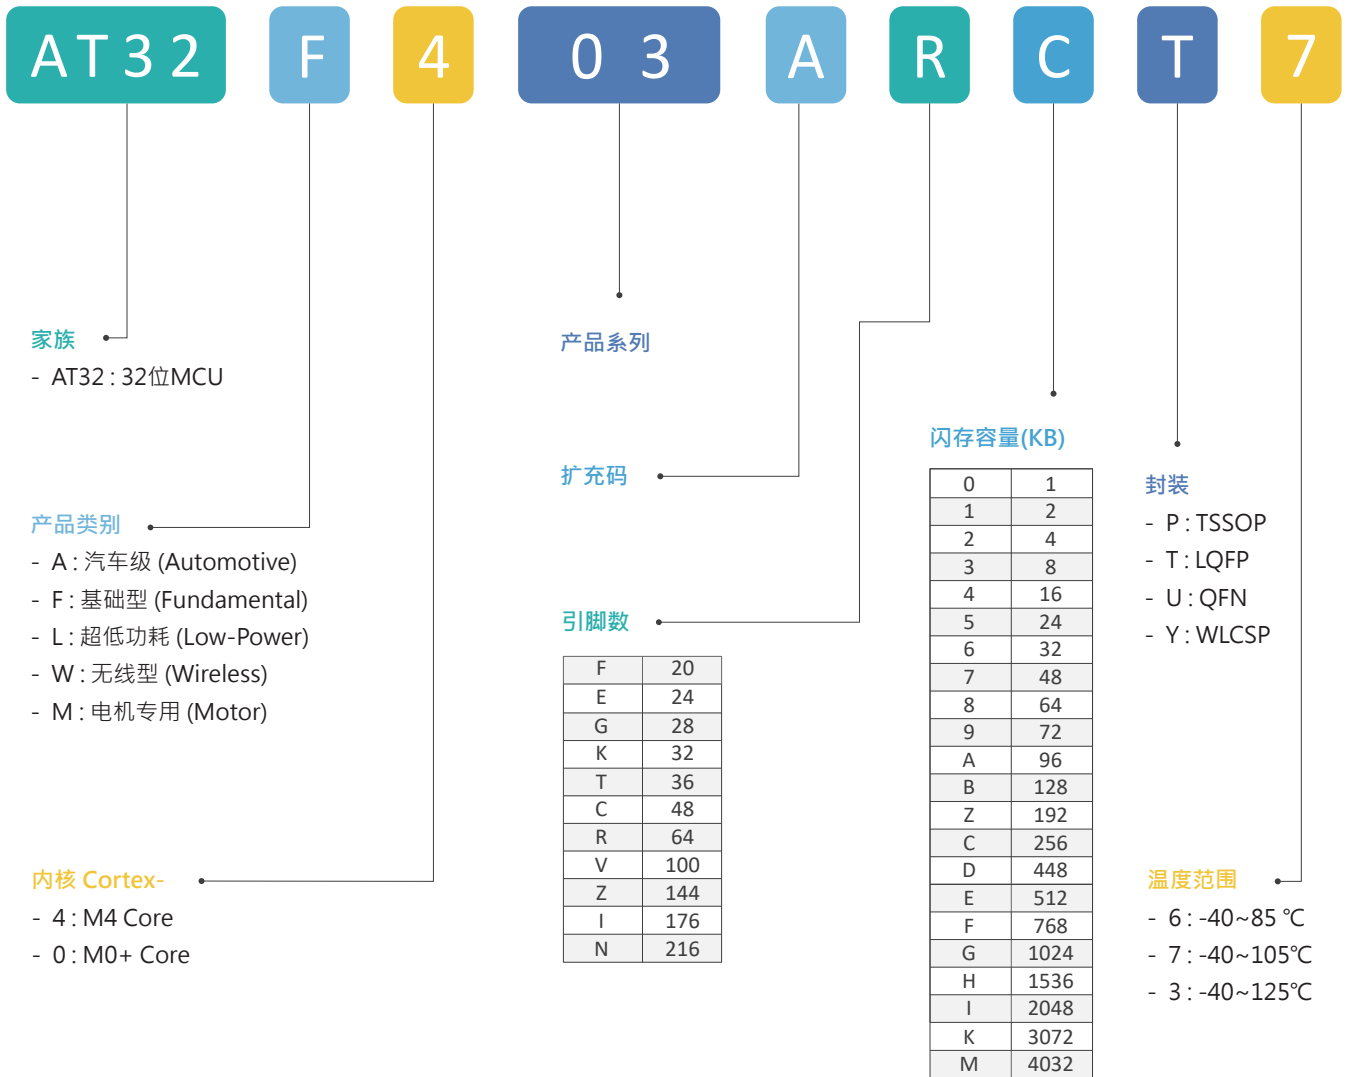 AT32 F 4 03 A R C T 7
家族
- AT32 : 32位MCU
产品类别
- A : 汽车级 (Automotive)
- F : 基础型 (Fundamental)
- L : 超低功耗 (Low-Power)
- W : 无线型 (Wireless)
- M : 电机专用 (Motor)
内核 Cortex-
- 4 : M4 Core
- 0 : M0+ Core
产品系列
扩充码
引脚数
F 20
E 24
G 28
K 32
T 36
C 48
R 64
V 100
Z 144
I 176
N 216
闪存容量(KB)
0 1
1 2
2 4
3 8
4 16
5 24
6 32
7 48
8 64
9 72
A 96
B 128
Z 192
C 256
D 448
E 512
F 768
G 1024
H 1536
I 2048
K 3072
M 4032
封装
- P : TSSOP
- T : LQFP
- U : QFN
- Y : WLCSP
温度范围
- 6 : -40~85 ℃
- 7 : -40~105℃
- 3 : -40~125℃